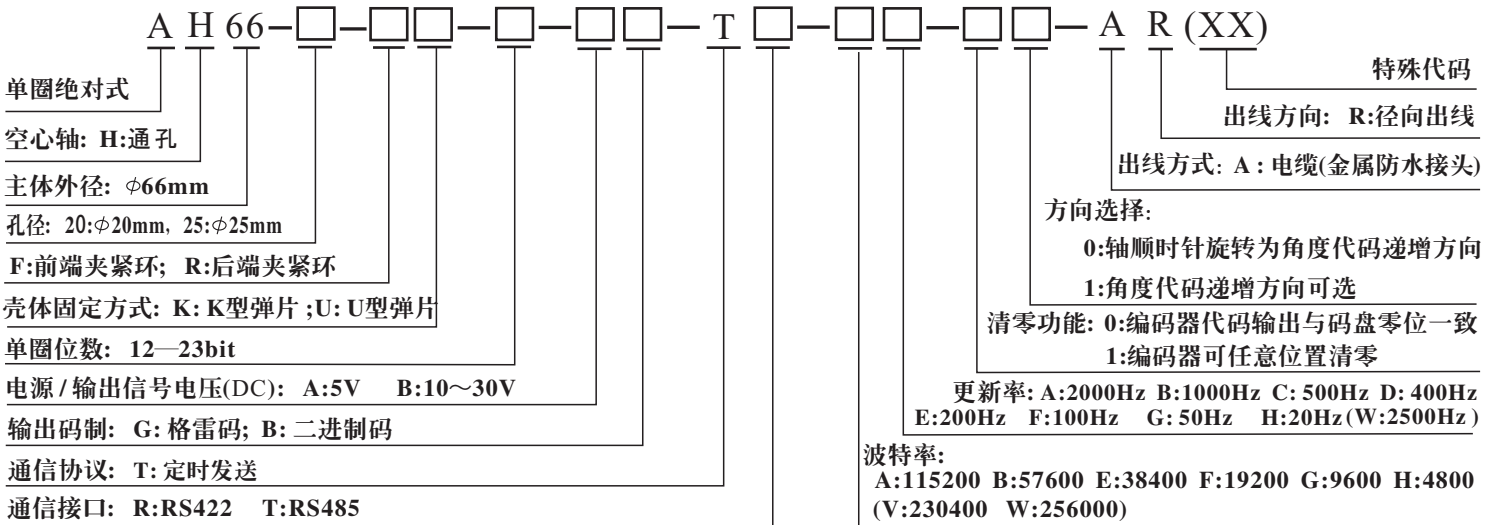 AH66-□-□□-□-□□-T□-□□-□□-AR(XX)
单圈绝对式
空心轴: H:通孔
主体外径: φ66mm
孔径: 20:φ20mm, 25:φ25mm
F:前端夹紧环; R:后端夹紧环
壳体固定方式: K: K型弹片 ;U: U型弹片
单圈位数: 12—23bit
电源 / 输出信号电压(DC): A:5V B:10～30V
输出码制: G: 格雷码; B: 二进制码
通信协议: T: 定时发送
通信接口: R:RS422 T:RS485
特殊代码
出线方向: R:径向出线
出线方式: A : 电缆(金属防水接头)
方向选择:
0:轴顺时针旋转为角度代码递增方向
1:角度代码递增方向可选
清零功能: 0:编码器代码输出与码盘零位一致
1:编码器可任意位置清零
更新率: A:2000Hz B:1000Hz C: 500Hz D: 400Hz
E:200Hz F:100Hz G: 50Hz H:20Hz (W:2500Hz )
波特率:
A:115200 B:57600 E:38400 F:19200 G:9600 H:4800
(V:230400 W:256000)